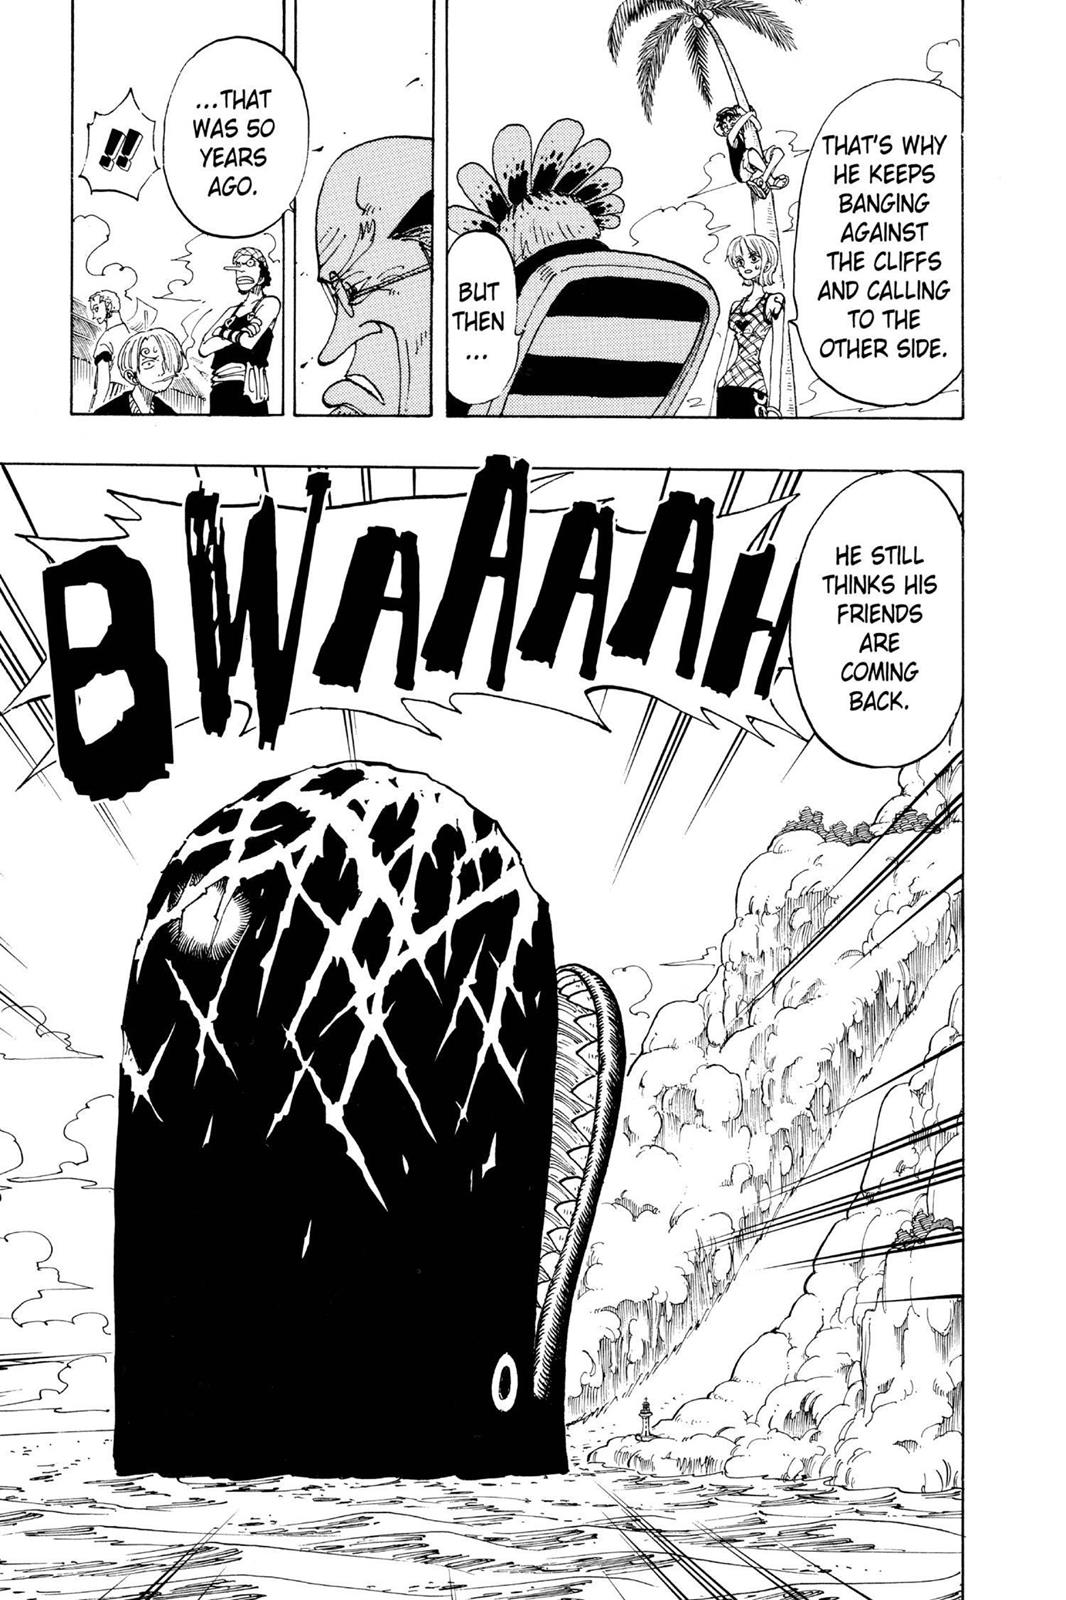 THAT'S WHY
HE KEEPS
BANGING
AGAINST
THE CLIFFS
AND CALLING
TO THE
OTHER SIDE.
BUT
THEN
...
...THAT
WAS 50
YEARS
AGO.
!!
HE STILL
THINKS HIS
FRIENDS
ARE
COMING
BACK.
BWAAAAAH